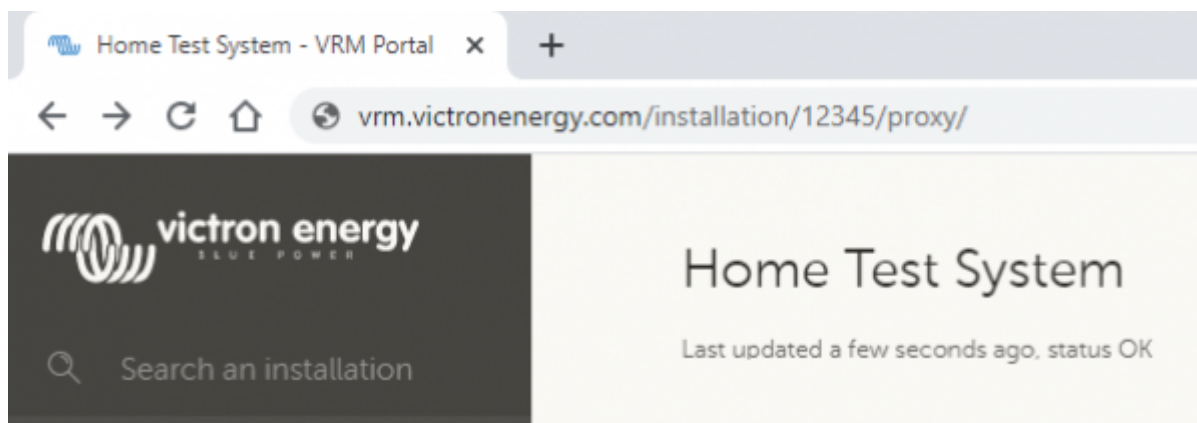 Home Test System - VRM Portal
vrm.victronenergy.com/installation/12345/proxy/
victron energy
BLUE POWER
Search an installation
Home Test System
Last updated a few seconds ago, status OK